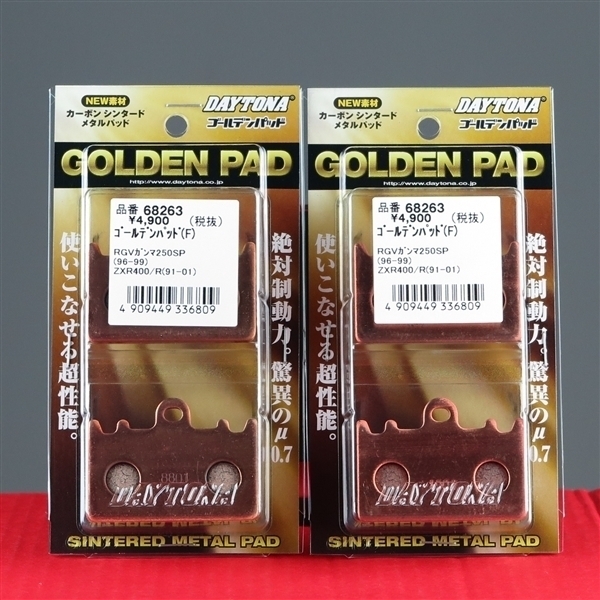 NEW素材
カーボン シンタード
メタルパッド
DAYTONA
ゴールデンパッド
GOLDEN PAD
http://www.daytona.co.jp
品番 68263
¥4,900 (税抜)
ｺﾞｰﾙﾃﾞﾝﾊﾟｯﾄﾞ(F)
RGVガンマ250SP
(96-99)
ZXR400/R(91-01)
4 909449 336809
絶対制動力。驚異のμ
0.7
使いこなせる超性能。
8801
DAYTONA
SINTERED METAL PAD
NEW素材
カーボン シンタード
メタルパッド
DAYTONA
ゴールデンパッド
GOLDEN PAD
http://www.daytona.co.jp
品番 68263
¥4,900 (税抜)
ｺﾞｰﾙﾃﾞﾝﾊﾟｯﾄﾞ(F)
RGVガンマ250SP
(96-99)
ZXR400/R(91-01)
4 909449 336809
絶対制動力。驚異のμ
0.7
使いこなせる超性能。
DAYTONA
SINTERED METAL PAD